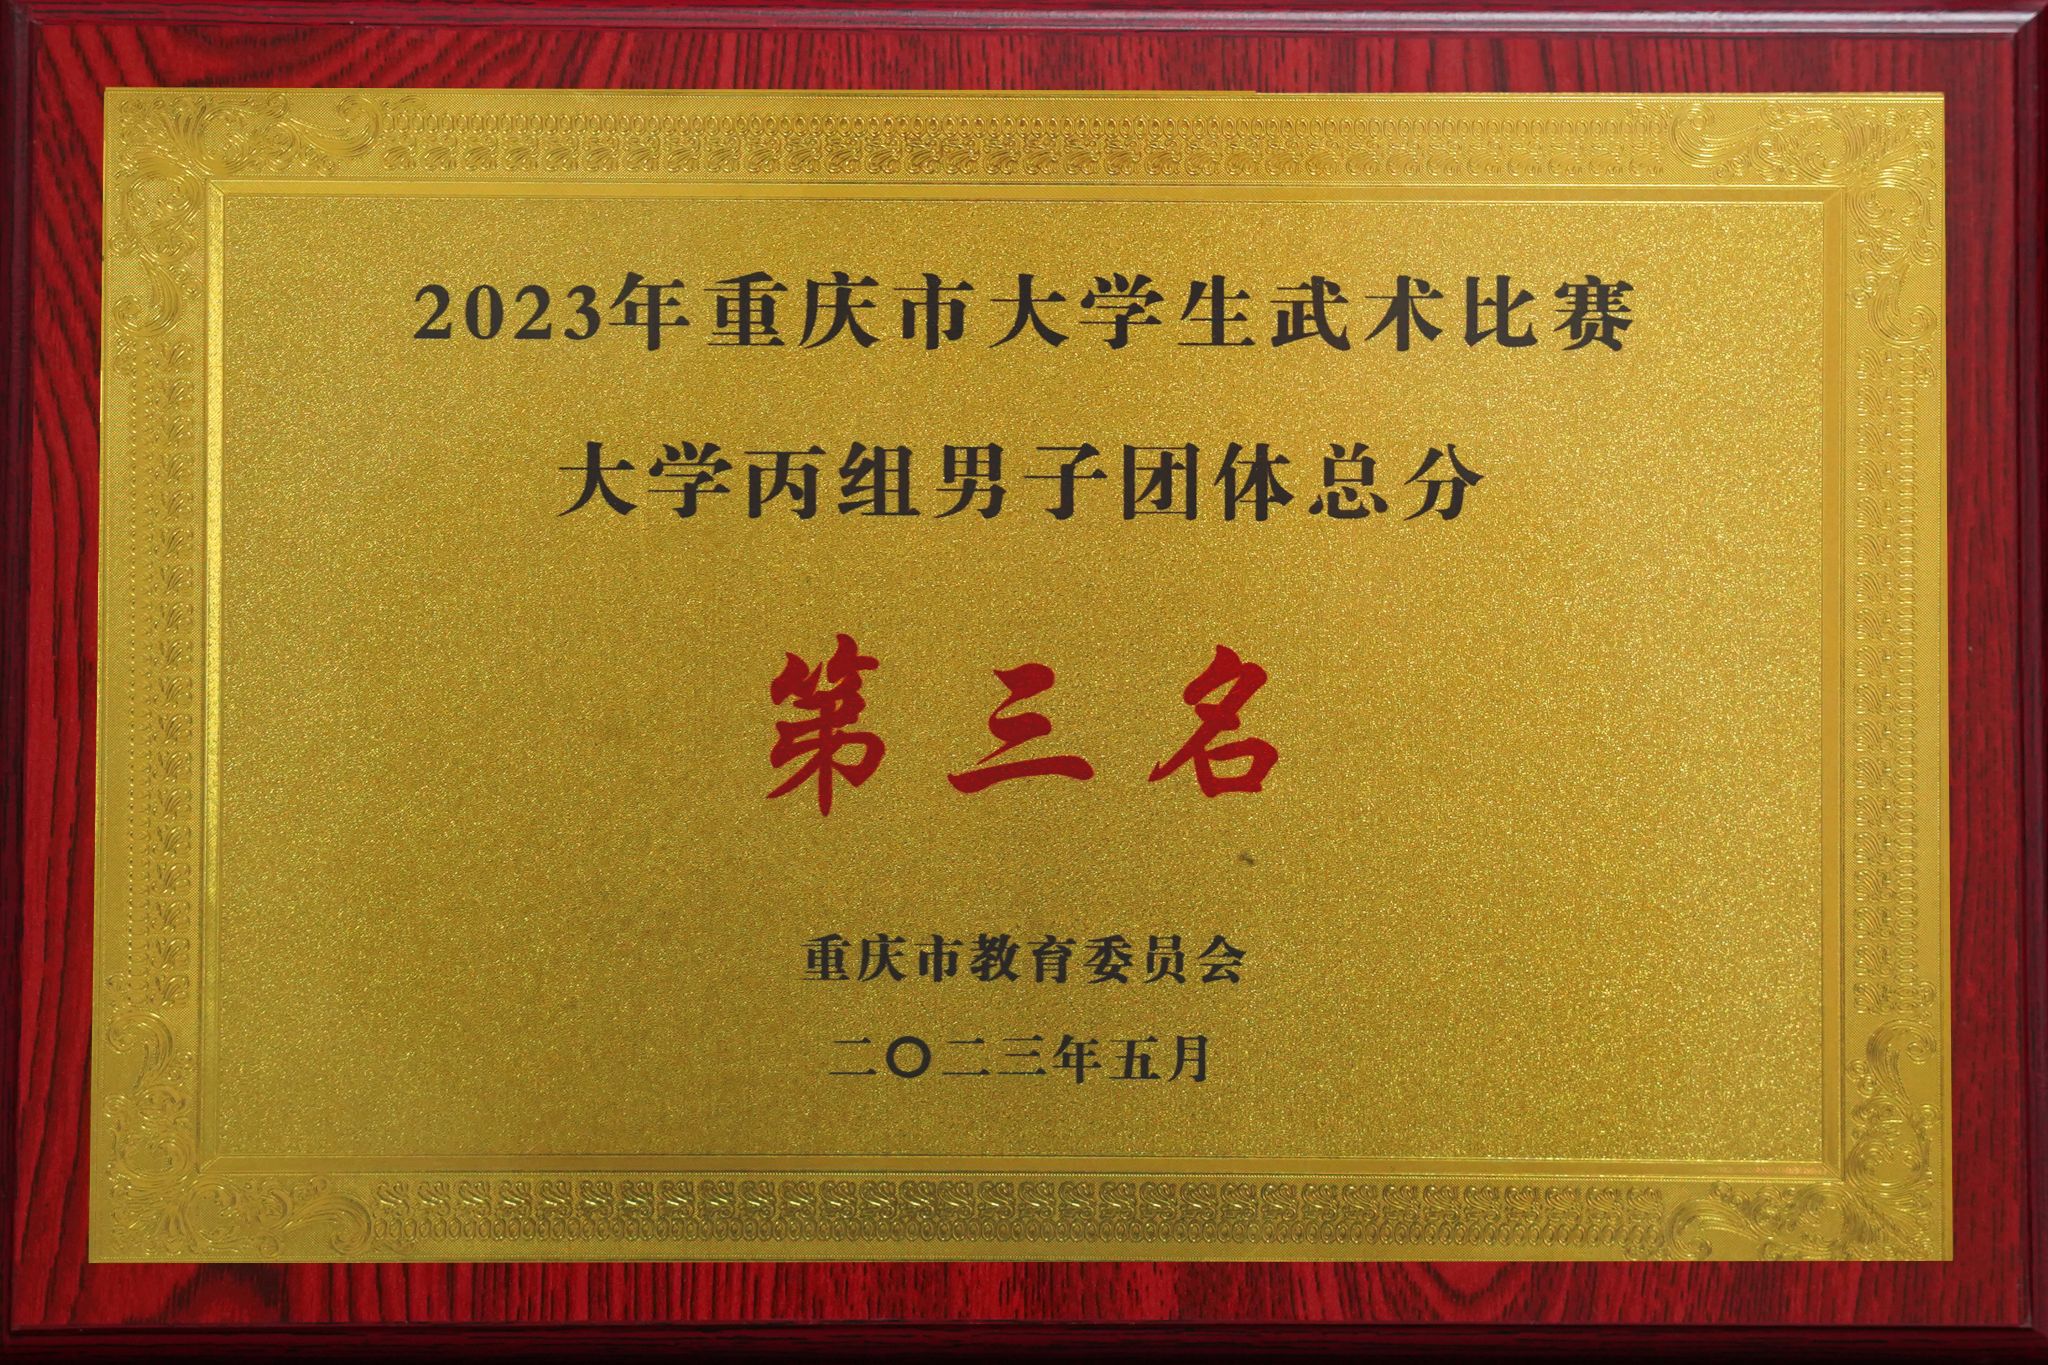 2023年重庆市大学生武术比赛
大学丙组男子团体总分
第三名
重庆市教育委员会
二〇二三年五月